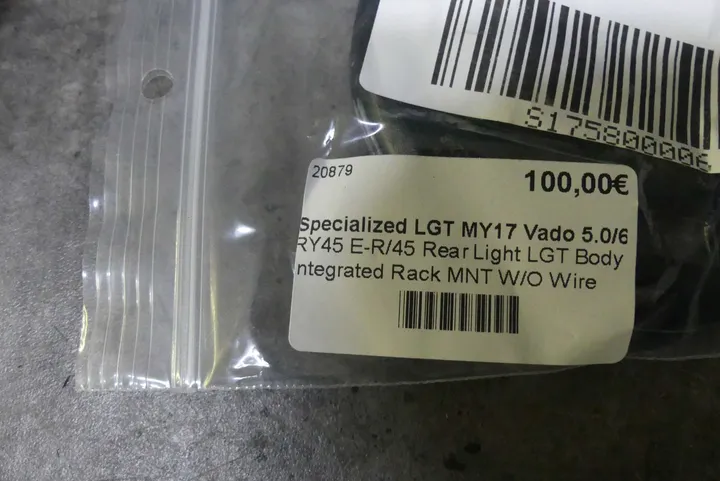 S175800006
20879
100,00€
Specialized LGT MY17 Vado 5.0/6
RY45 E-R/45 Rear Light LGT Body
ntegrated Rack MNT W/O Wire